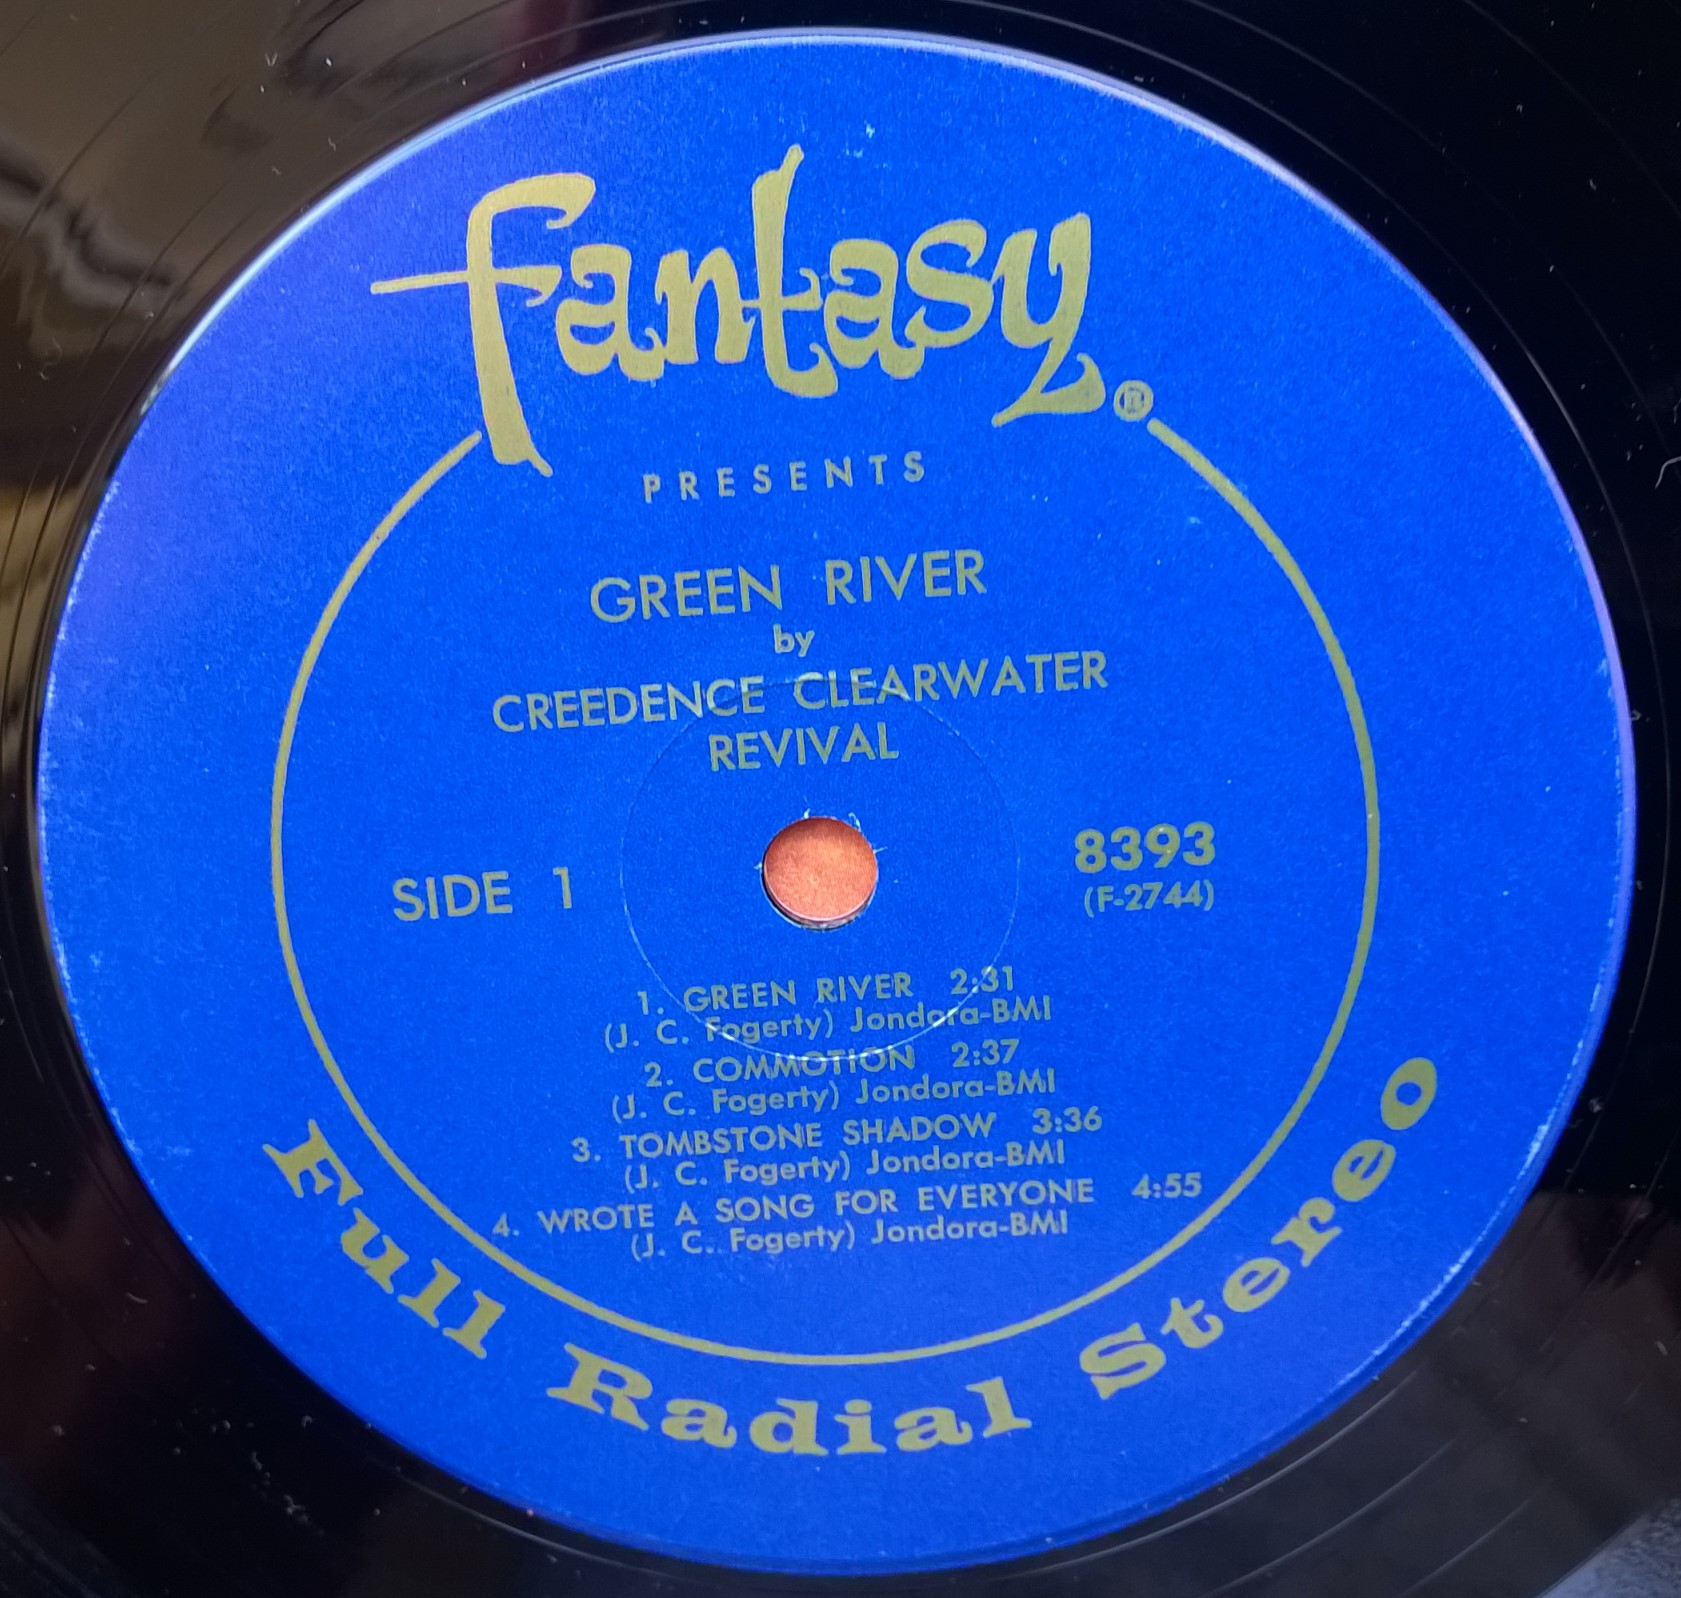 fantasy®
PRESENTS
GREEN RIVER
by
CREEDENCE CLEARWATER
REVIVAL
SIDE 1
8393
(F-2744)
1. GREEN RIVER 2:31
(J. C. Fogerty) Jondora-BMI
2. COMMOTION 2:37
(J. C. Fogerty) Jondora-BMI
3. TOMBSTONE SHADOW 3:36
(J. C. Fogerty) Jondora-BMI
4. WROTE A SONG FOR EVERYONE 4:55
(J. C. Fogerty) Jondora-BMI
Full Radial Stereo